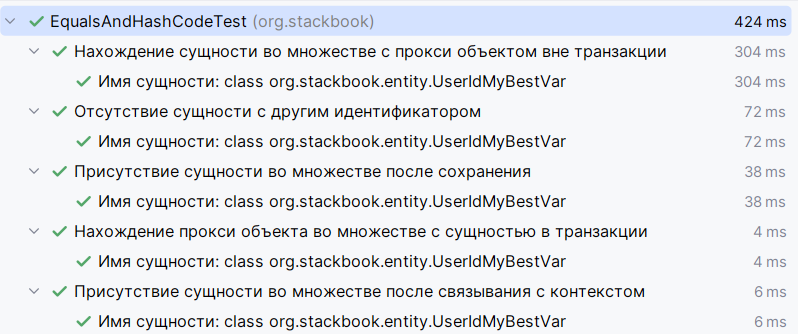 EqualsAndHashCodeTest (org.stackbook) 424 ms
Нахождение сущности во множестве с прокси объектом вне транзакции 304 ms
Имя сущности: class org.stackbook.entity.UserIdMyBestVar 304 ms
Отсутствие сущности с другим идентификатором 72 ms
Имя сущности: class org.stackbook.entity.UserIdMyBestVar 72 ms
Присутствие сущности во множестве после сохранения 38 ms
Имя сущности: class org.stackbook.entity.UserIdMyBestVar 38 ms
Нахождение прокси объекта во множестве с сущностью в транзакции 4 ms
Имя сущности: class org.stackbook.entity.UserIdMyBestVar 4 ms
Присутствие сущности во множестве после связывания с контекстом 6 ms
Имя сущности: class org.stackbook.entity.UserIdMyBestVar 6 ms